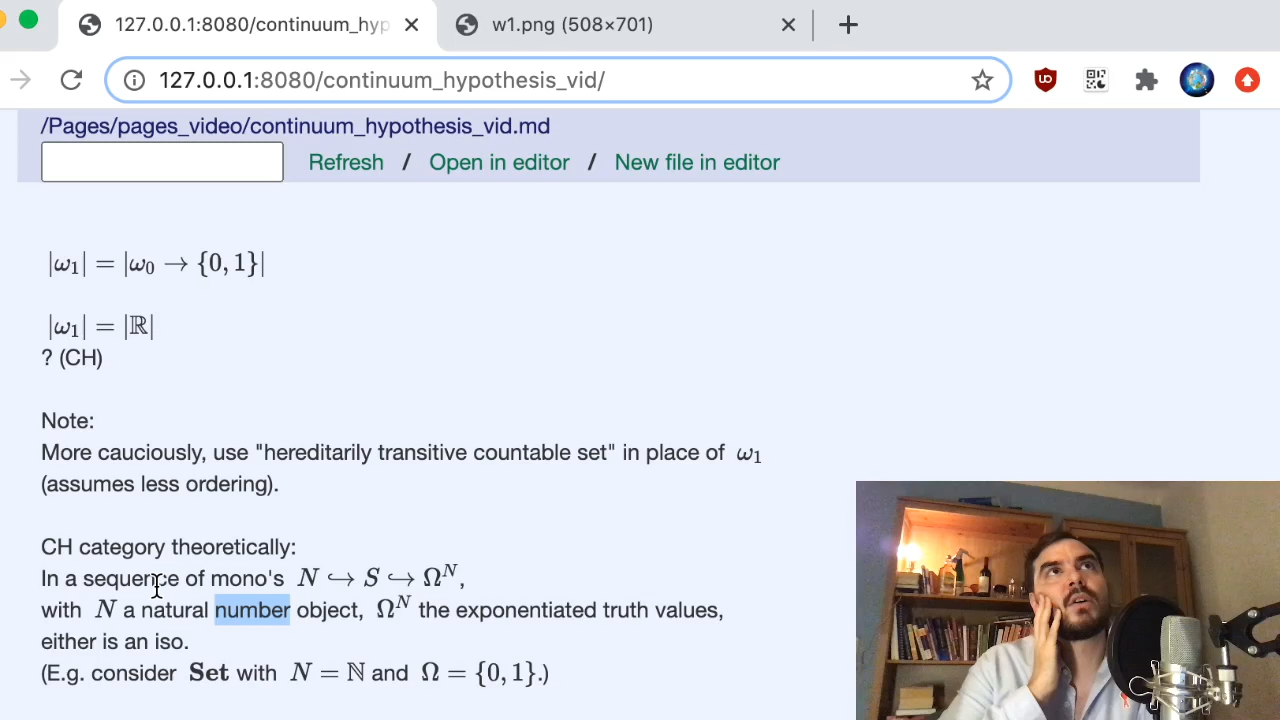 127.0.0.1:8080/continuum_hyp
w1.png (508×701)
127.0.0.1:8080/continuum_hypothesis_vid/
/Pages/pages_video/continuum_hypothesis_vid.md
Refresh / Open in editor / New file in editor
|ω₁| = |ω₀ → {0, 1}|
|ω₁| = |ℝ|
? (CH)
Note:
More cauciously, use "hereditarily transitive countable set" in place of ω₁
(assumes less ordering).
CH category theoretically:
In a sequence of mono's N ↪ S ↪ Ωᴺ,
with N a natural number object, Ωᴺ the exponentiated truth values,
either is an iso.
(E.g. consider Set with N = ℕ and Ω = {0, 1}.)